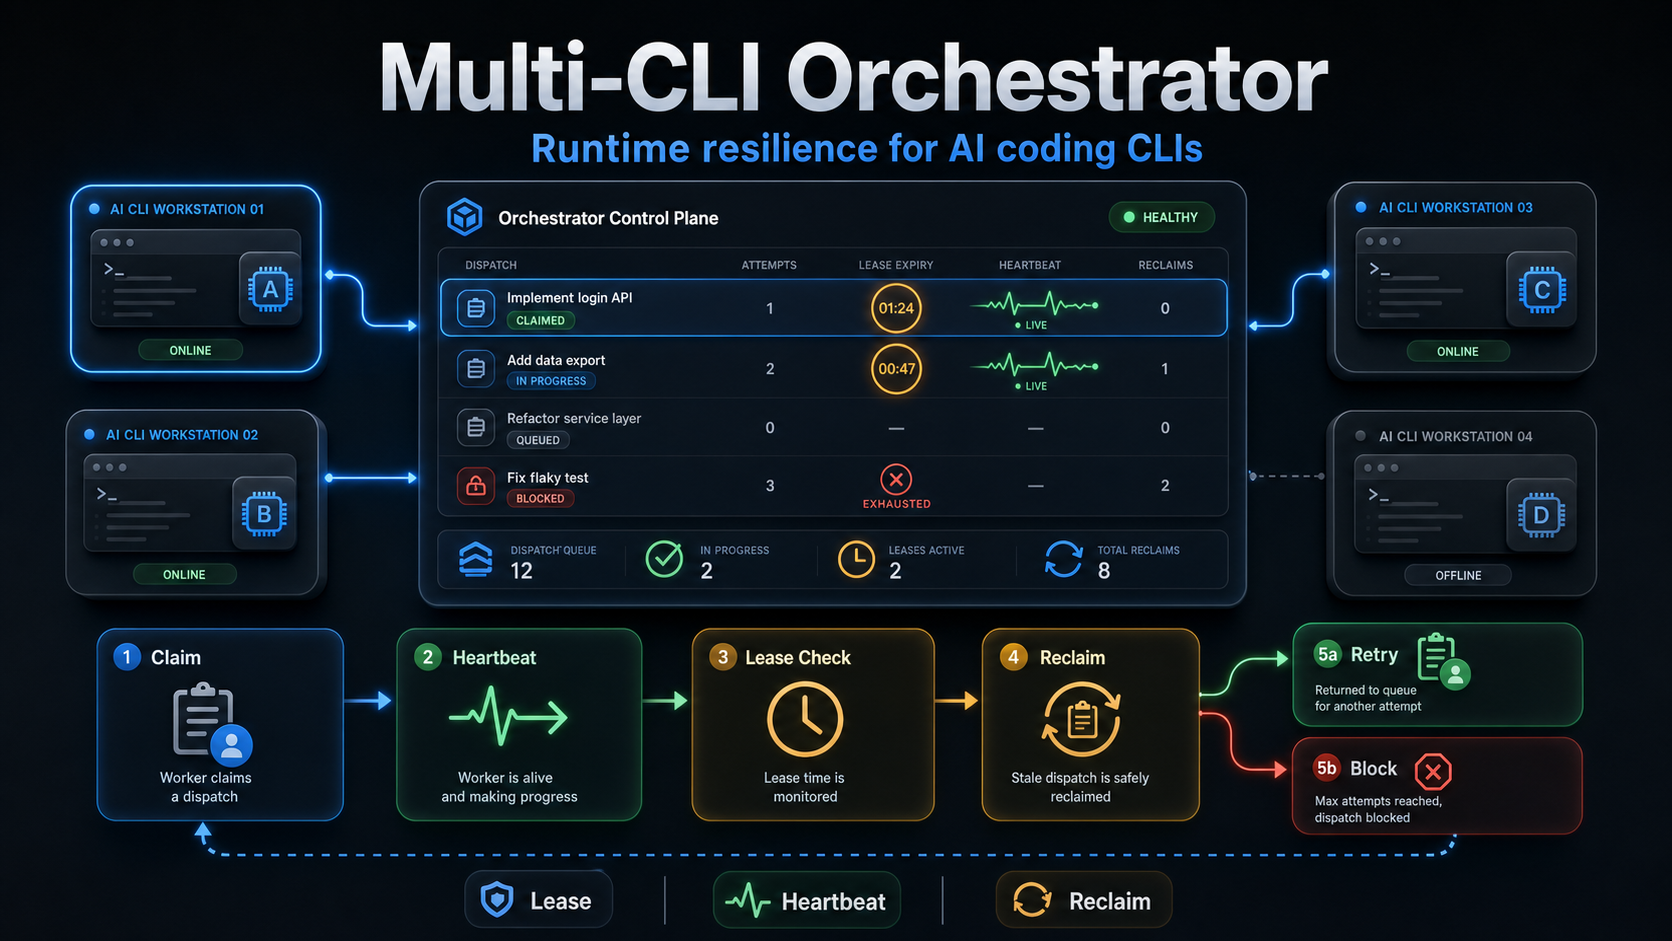 Multi-CLI Orchestrator
Runtime resilience for AI coding CLIs
AI CLI WORKSTATION 01
>_
A
ONLINE
AI CLI WORKSTATION 02
>_
B
ONLINE
Orchestrator Control Plane
HEALTHY
DISPATCH ATTEMPTS LEASE EXPIRY HEARTBEAT RECLAIMS
Implement login API
CLAIMED
1
01:24
LIVE
0
Add data export
IN PROGRESS
2
00:47
LIVE
1
Refactor service layer
QUEUED
0
—
—
0
Fix flaky test
BLOCKED
3
EXHAUSTED
—
2
DISPATCH QUEUE
12
IN PROGRESS
2
LEASES ACTIVE
2
TOTAL RECLAIMS
8
AI CLI WORKSTATION 03
>_
C
ONLINE
AI CLI WORKSTATION 04
>_
D
OFFLINE
1 Claim
Worker claims
a dispatch
2 Heartbeat
Worker is alive
and making progress
3 Lease Check
Lease time is
monitored
4 Reclaim
Stale dispatch is safely
reclaimed
5a Retry
Returned to queue
for another attempt
5b Block
Max attempts reached,
dispatch blocked
Lease
Heartbeat
Reclaim